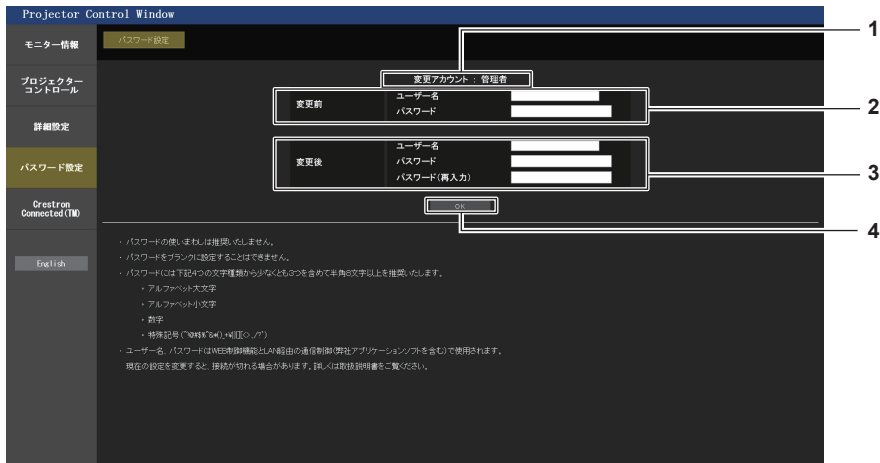 Projector Control Window
モニター情報
プロジェクター
コントロール
詳細設定
パスワード設定
Crestron
Connected(TM)
English
パスワード設定
変更アカウント : 管理者
変更前
ユーザー名
パスワード
変更後
ユーザー名
パスワード
パスワード(再入力)
OK
・ パスワードの使いまわしは推奨いたしません。
・ パスワードをブランクに設定することはできません。
・ パスワードには下記4つの文字種類から少なくとも3つを含めて半角8文字以上を推奨いたします。
・ アルファベット大文字
・ アルファベット小文字
・ 数字
・ 特殊記号
・ ユーザー名、パスワードはWEB制御機能とLAN経由の通信制御(弊社アプリケーションソフトを含む)で使用されます。
現在の設定を変更すると、接続が切れる場合があります。詳しくは取扱説明書をご覧ください。
1
2
3
4